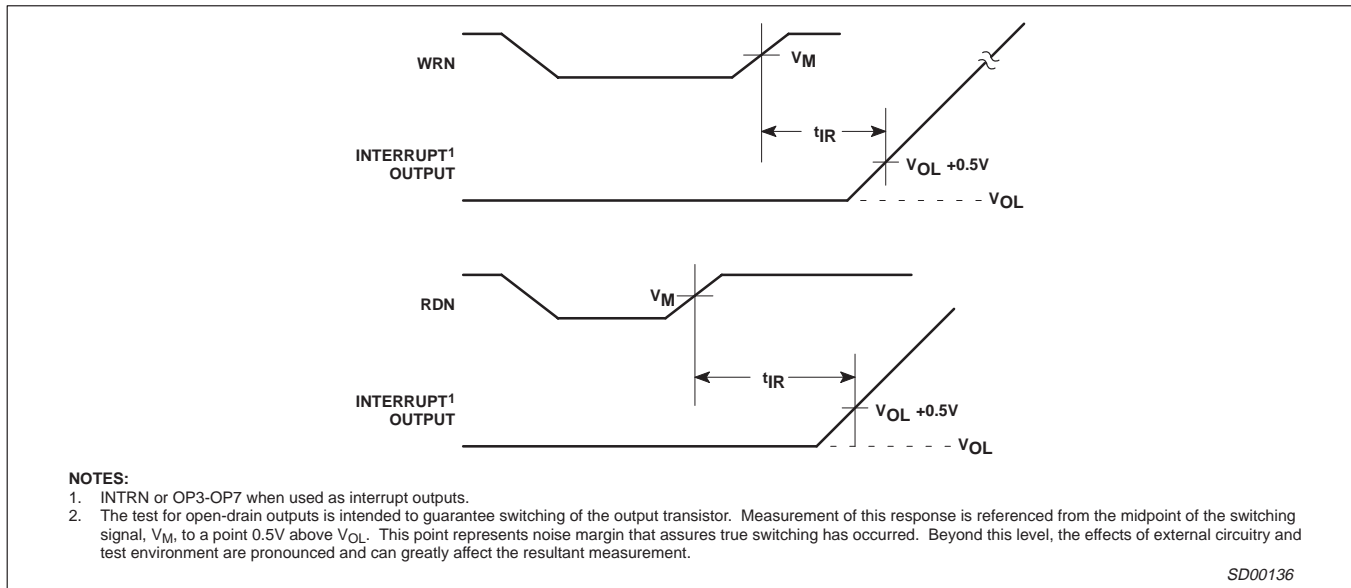 WRN
VM
tIR
INTERRUPT1
OUTPUT
VOL +0.5V
VOL
RDN
VM
tIR
INTERRUPT1
OUTPUT
VOL +0.5V
VOL
NOTES:
1. INTRN or OP3-OP7 when used as interrupt outputs.
2. The test for open-drain outputs is intended to guarantee switching of the output transistor. Measurement of this response is referenced from the midpoint of the switching
signal, VM, to a point 0.5V above VOL. This point represents noise margin that assures true switching has occurred. Beyond this level, the effects of external circuitry and
test environment are pronounced and can greatly affect the resultant measurement.
SD00136